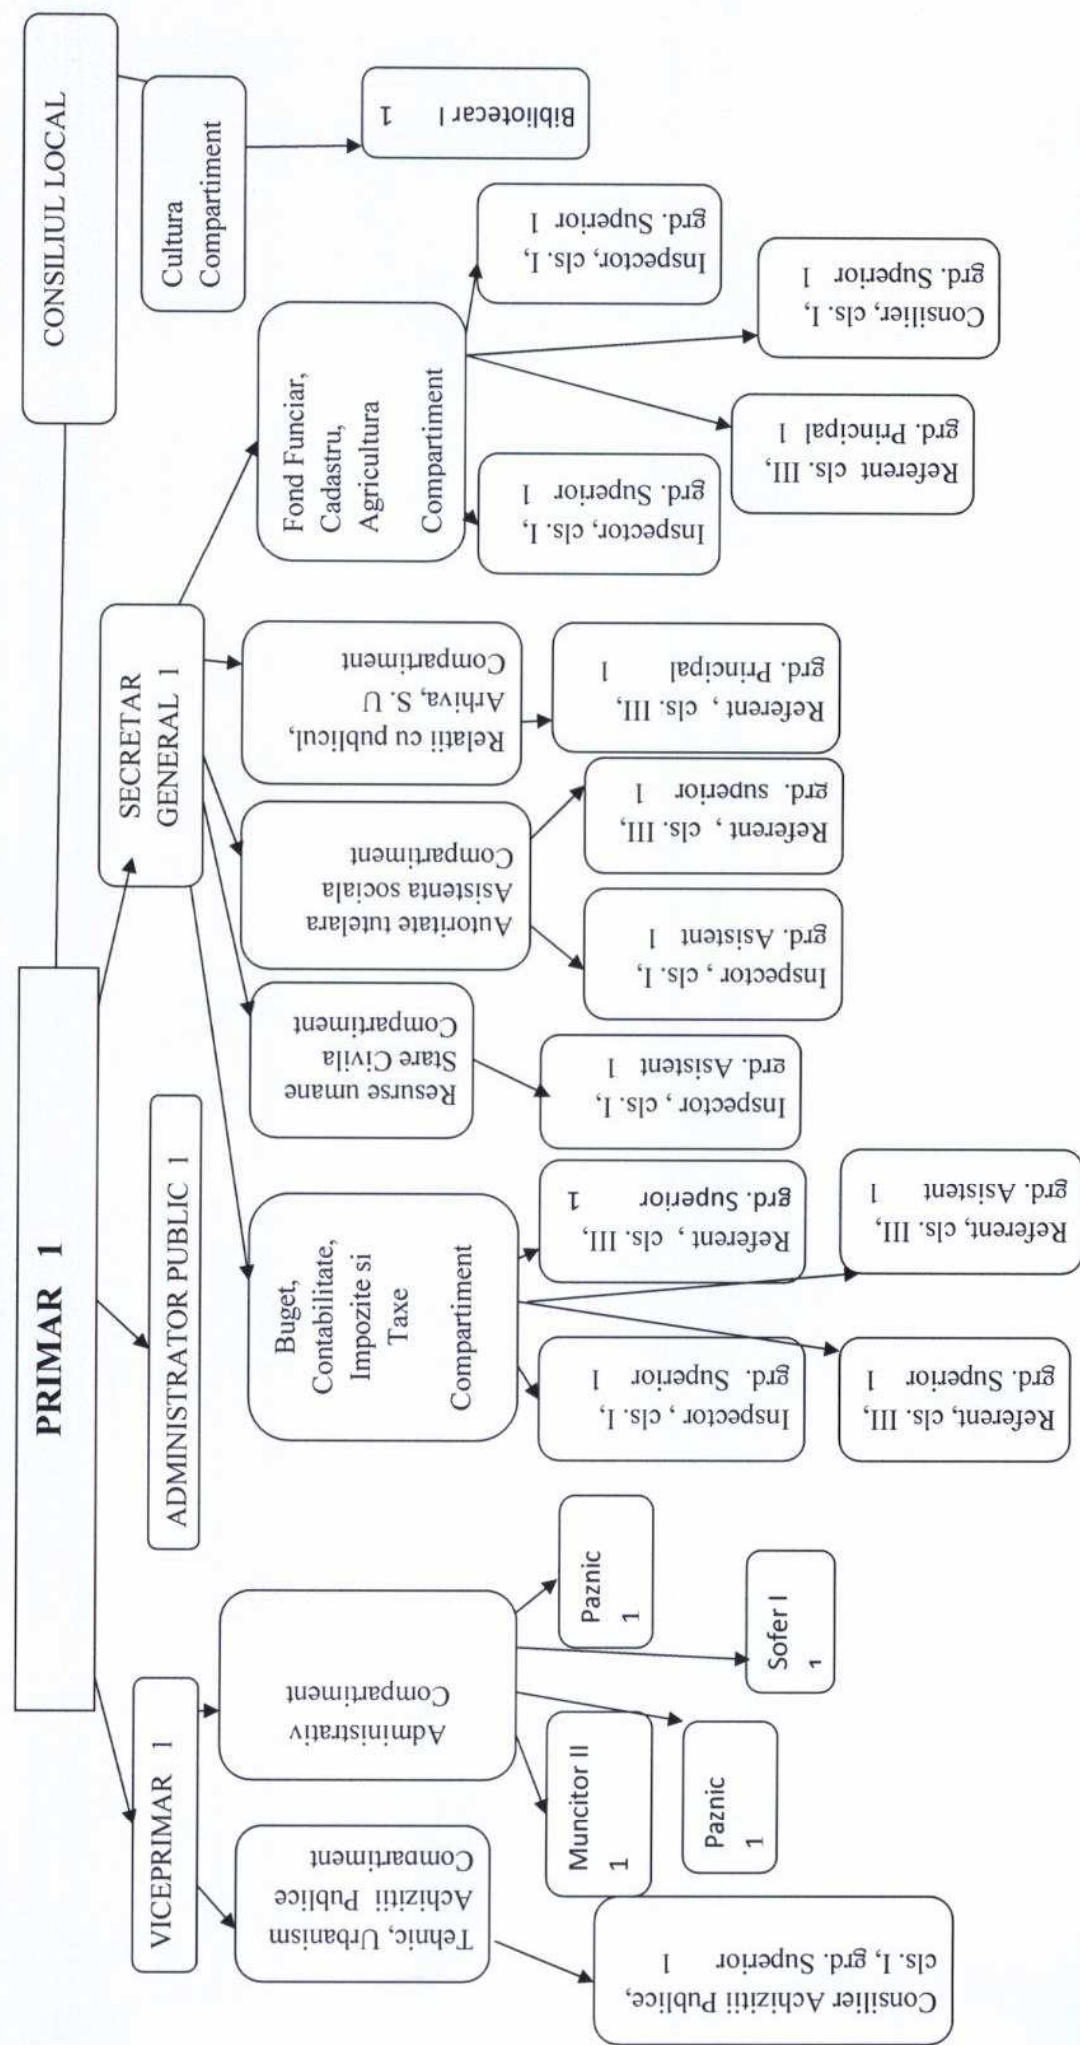 PRIMAR 1
CONSILIUL LOCAL
VICEPRIMAR 1
ADMINISTRATOR PUBLIC 1
SECRETAR
GENERAL 1
Cultura
Compartiment
Bibliotecar I
1
Tehnic, Urbanism
Achizitii Publice
Compartiment
Consilier Achizitii Publice,
cls. I, grd. Superior 1
Administrativ
Compartiment
Muncitor II
1
Paznic
1
Sofer I
1
Paznic
1
Buget,
Contabilitate,
Impozite si
Taxe
Compartiment
Inspector , cls. I,
grd. Superior 1
Referent, cls. III,
grd. Superior 1
Referent, cls. III,
grd. Asistent 1
Referent , cls. III,
grd. Superior 1
Resurse umane
Stare Civila
Compartiment
Inspector , cls. I,
grd. Asistent 1
Autoritate tutelara
Asistenta sociala
Compartiment
Inspector , cls. I,
grd. Asistent 1
Referent , cls. III,
grd. superior 1
Relatii cu publicul,
Arhiva, S. U
Compartiment
Referent , cls. III,
grd. Principal 1
Fond Funciar,
Cadastru,
Agricultura
Compartiment
Inspector, cls. I,
grd. Superior 1
Referent cls. III,
grd. Principal 1
Consilier, cls. I,
grd. Superior 1
Inspector, cls. I,
grd. Superior 1